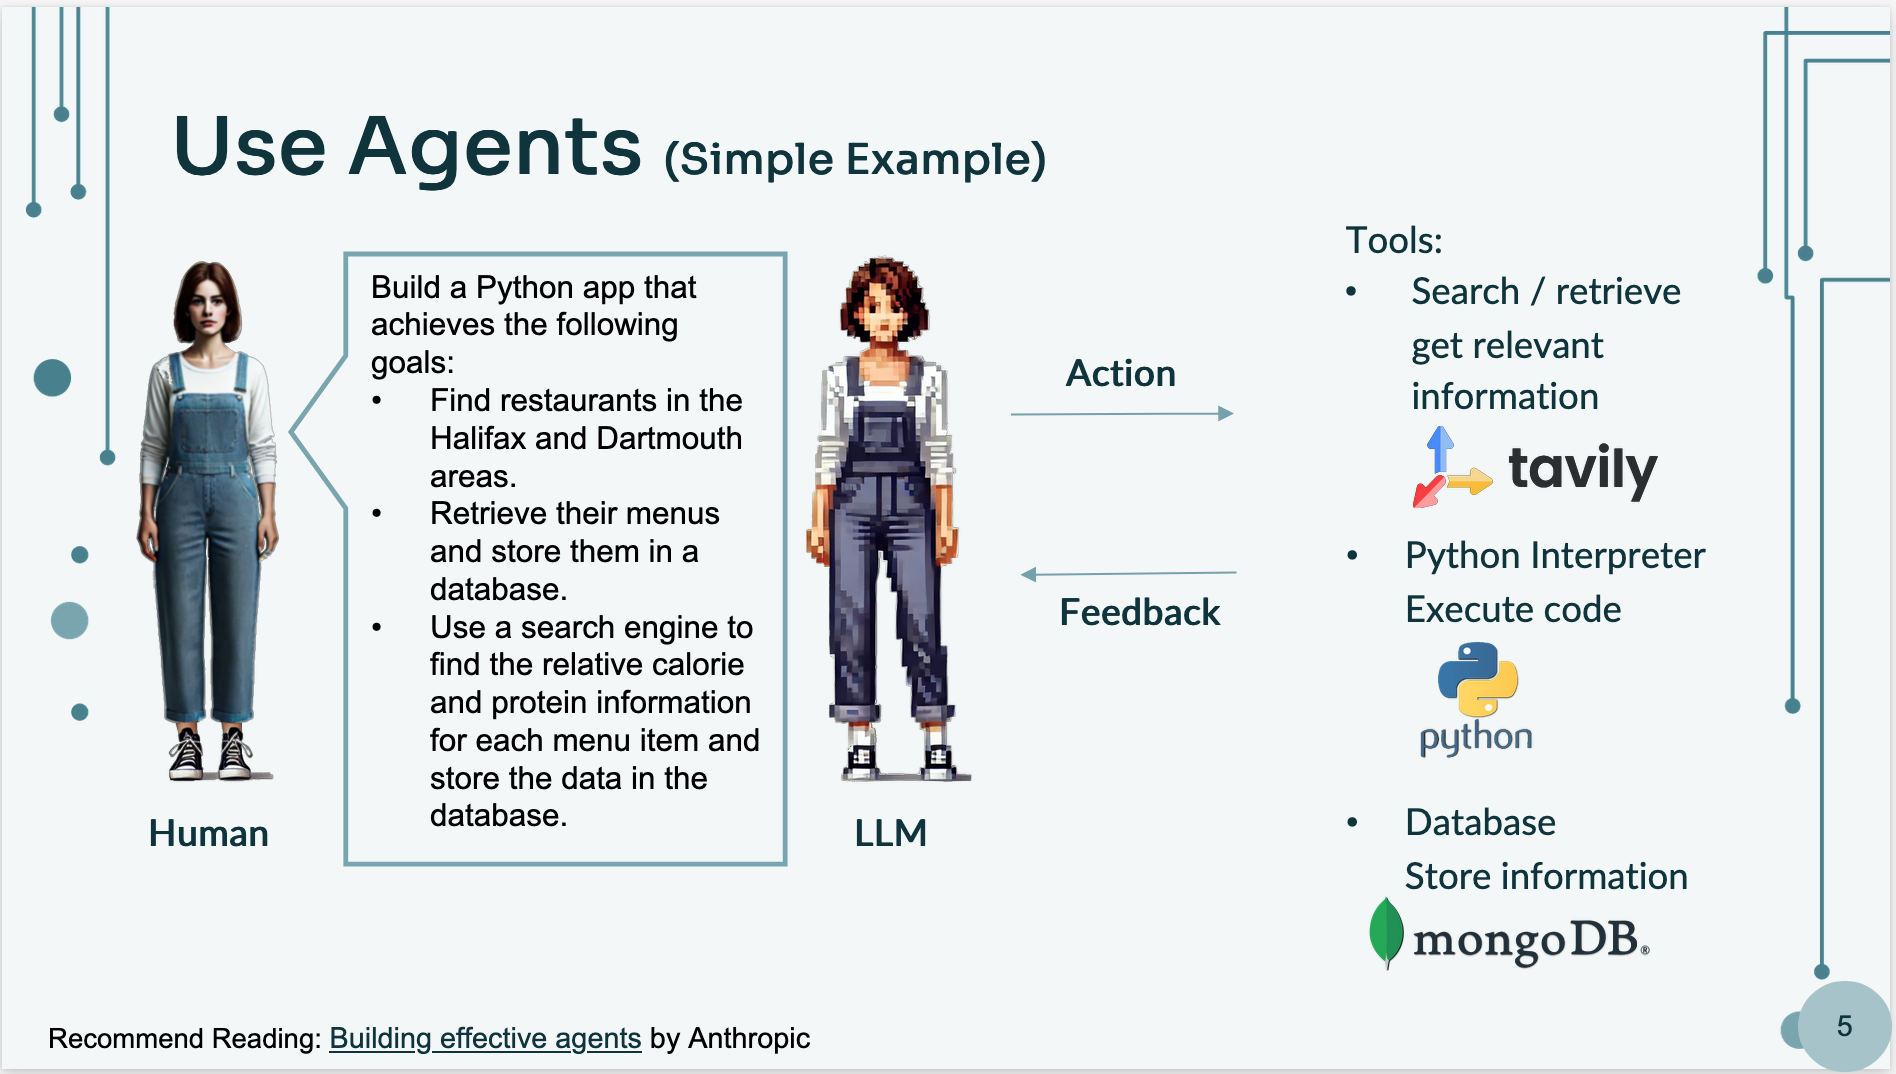 Use Agents (Simple Example)
Build a Python app that
achieves the following
goals:
• Find restaurants in the
Halifax and Dartmouth
areas.
• Retrieve their menus
and store them in a
database.
• Use a search engine to
find the relative calorie
and protein information
for each menu item and
store the data in the
database.
Human
LLM
Action
Feedback
Tools:
• Search / retrieve
get relevant
information
tavily
• Python Interpreter
Execute code
python
• Database
Store information
mongoDB®
Recommend Reading: Building effective agents by Anthropic
5